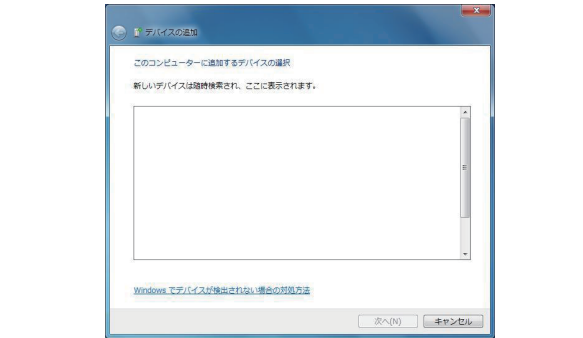 デバイスの追加
このコンピューターに追加するデバイスの選択
新しいデバイスは随時検索され、ここに表示されます。
Windows でデバイスが検出されない場合の対処方法
次へ(N)
キャンセル